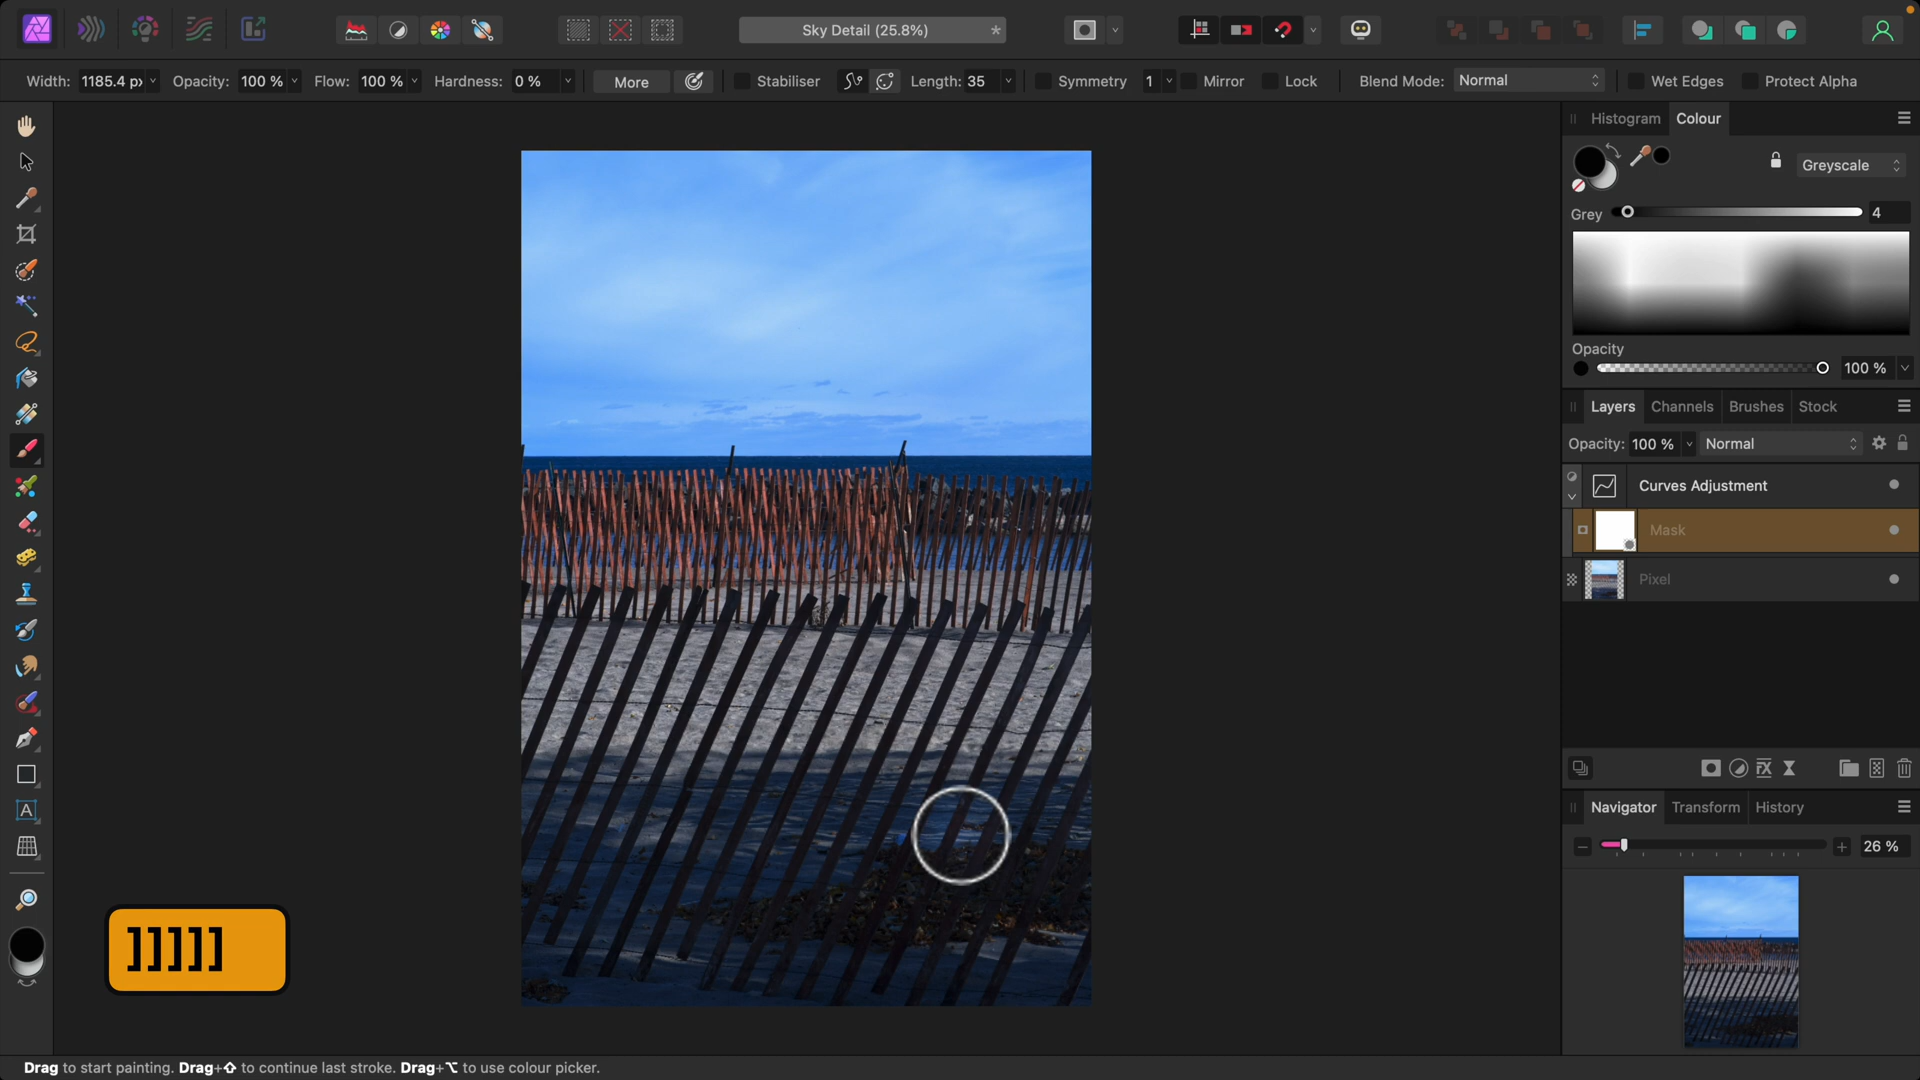 Sky Detail (25.8%)
*
Width: 1185.4 px
Opacity: 100 %
Flow: 100 %
Hardness: 0 %
More
Stabiliser
Length: 35
Symmetry
1
Mirror
Lock
Blend Mode: Normal
Wet Edges
Protect Alpha
Histogram
Colour
Greyscale
Grey
4
Opacity
100 %
Layers
Channels
Brushes
Stock
Opacity: 100 %
Normal
Curves Adjustment
Mask
Pixel
FX
Navigator
Transform
History
26 %
A
]]]]]
Drag to start painting. Drag+⇧ to continue last stroke. Drag+⌥ to use colour picker.